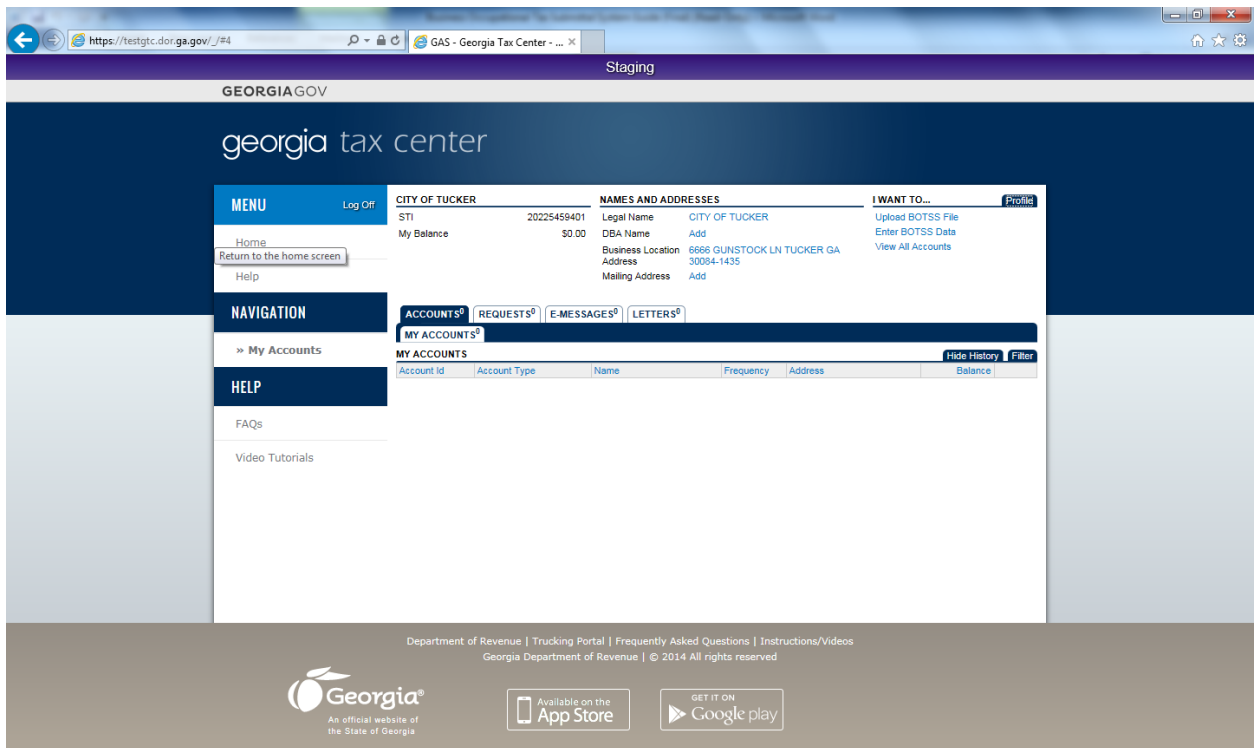 https://testgtc.dor.ga.gov/_/#4
GAS - Georgia Tax Center - ...
Staging
GEORGIAGOV
georgia tax center
MENU
Log Off
Home
Return to the home screen
Help
NAVIGATION
» My Accounts
HELP
FAQs
Video Tutorials
CITY OF TUCKER
STI 20225459401
My Balance $0.00
NAMES AND ADDRESSES
Legal Name CITY OF TUCKER
DBA Name Add
Business Location Address 6666 GUNSTOCK LN TUCKER GA 30084-1435
Mailing Address Add
I WANT TO...
Profile
Upload BOTSS File
Enter BOTSS Data
View All Accounts
ACCOUNTS0 REQUESTS0 E-MESSAGES0 LETTERS0
MY ACCOUNTS0
MY ACCOUNTS
Hide History Filter
Account Id Account Type Name Frequency Address Balance
Department of Revenue | Trucking Portal | Frequently Asked Questions | Instructions/Videos
Georgia Department of Revenue | © 2014 All rights reserved
Georgia®
An official website of
the State of Georgia
Available on the
App Store
GET IT ON
Google play